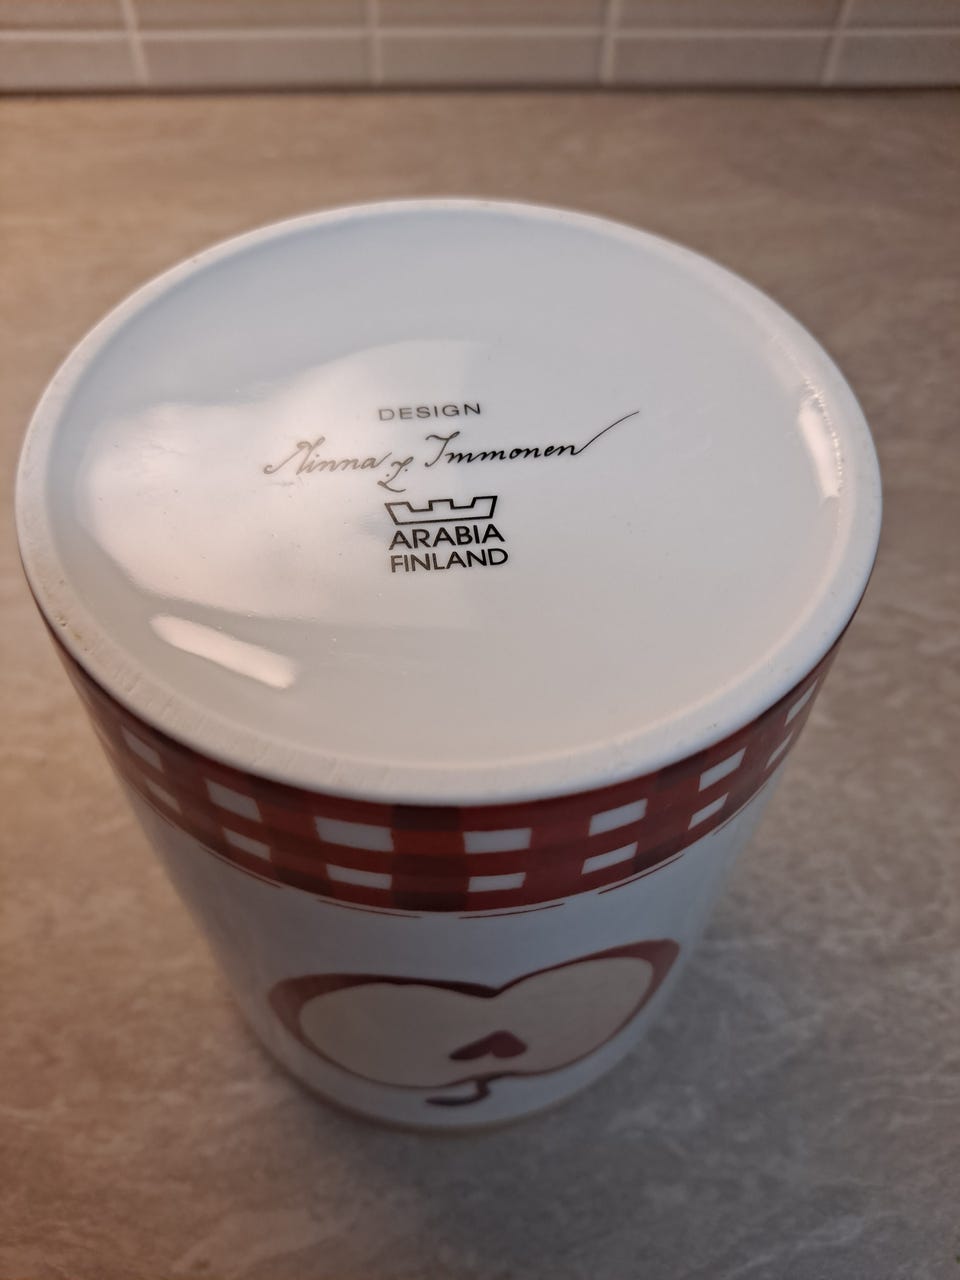 DESIGN
Minna L. Immonen
ARABIA
FINLAND